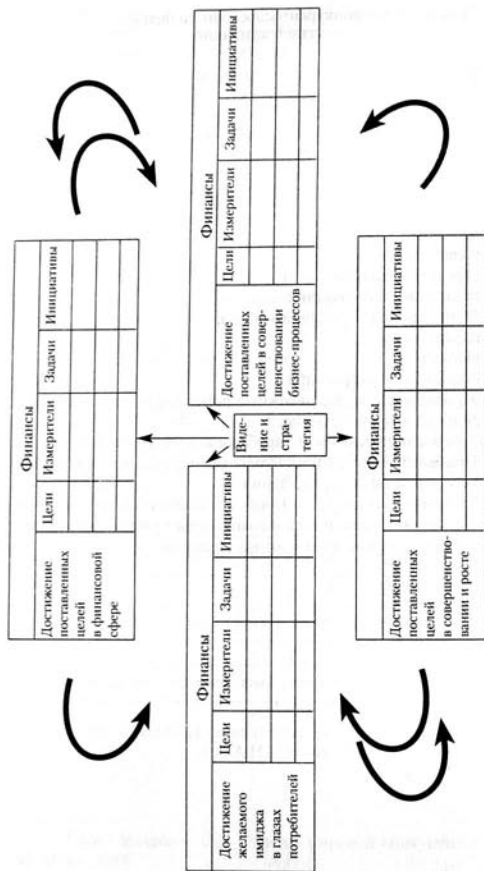 Финансы
Достижение
поставленных
целей
в финансовой
сфере
Цели
Измерители
Задачи
Инициативы
Финансы
Достижение
желаемого
имиджа
в глазах
потребителей
Цели
Измерители
Задачи
Инициативы
Виде-
ние и
стра-
тегия
Финансы
Достижение
поставленных
целей в совер-
шенствовании
бизнес-процессов
Цели
Измерители
Задачи
Инициативы
Финансы
Достижение
поставленных
целей
в совершенство-
вании и росте
Цели
Измерители
Задачи
Инициативы